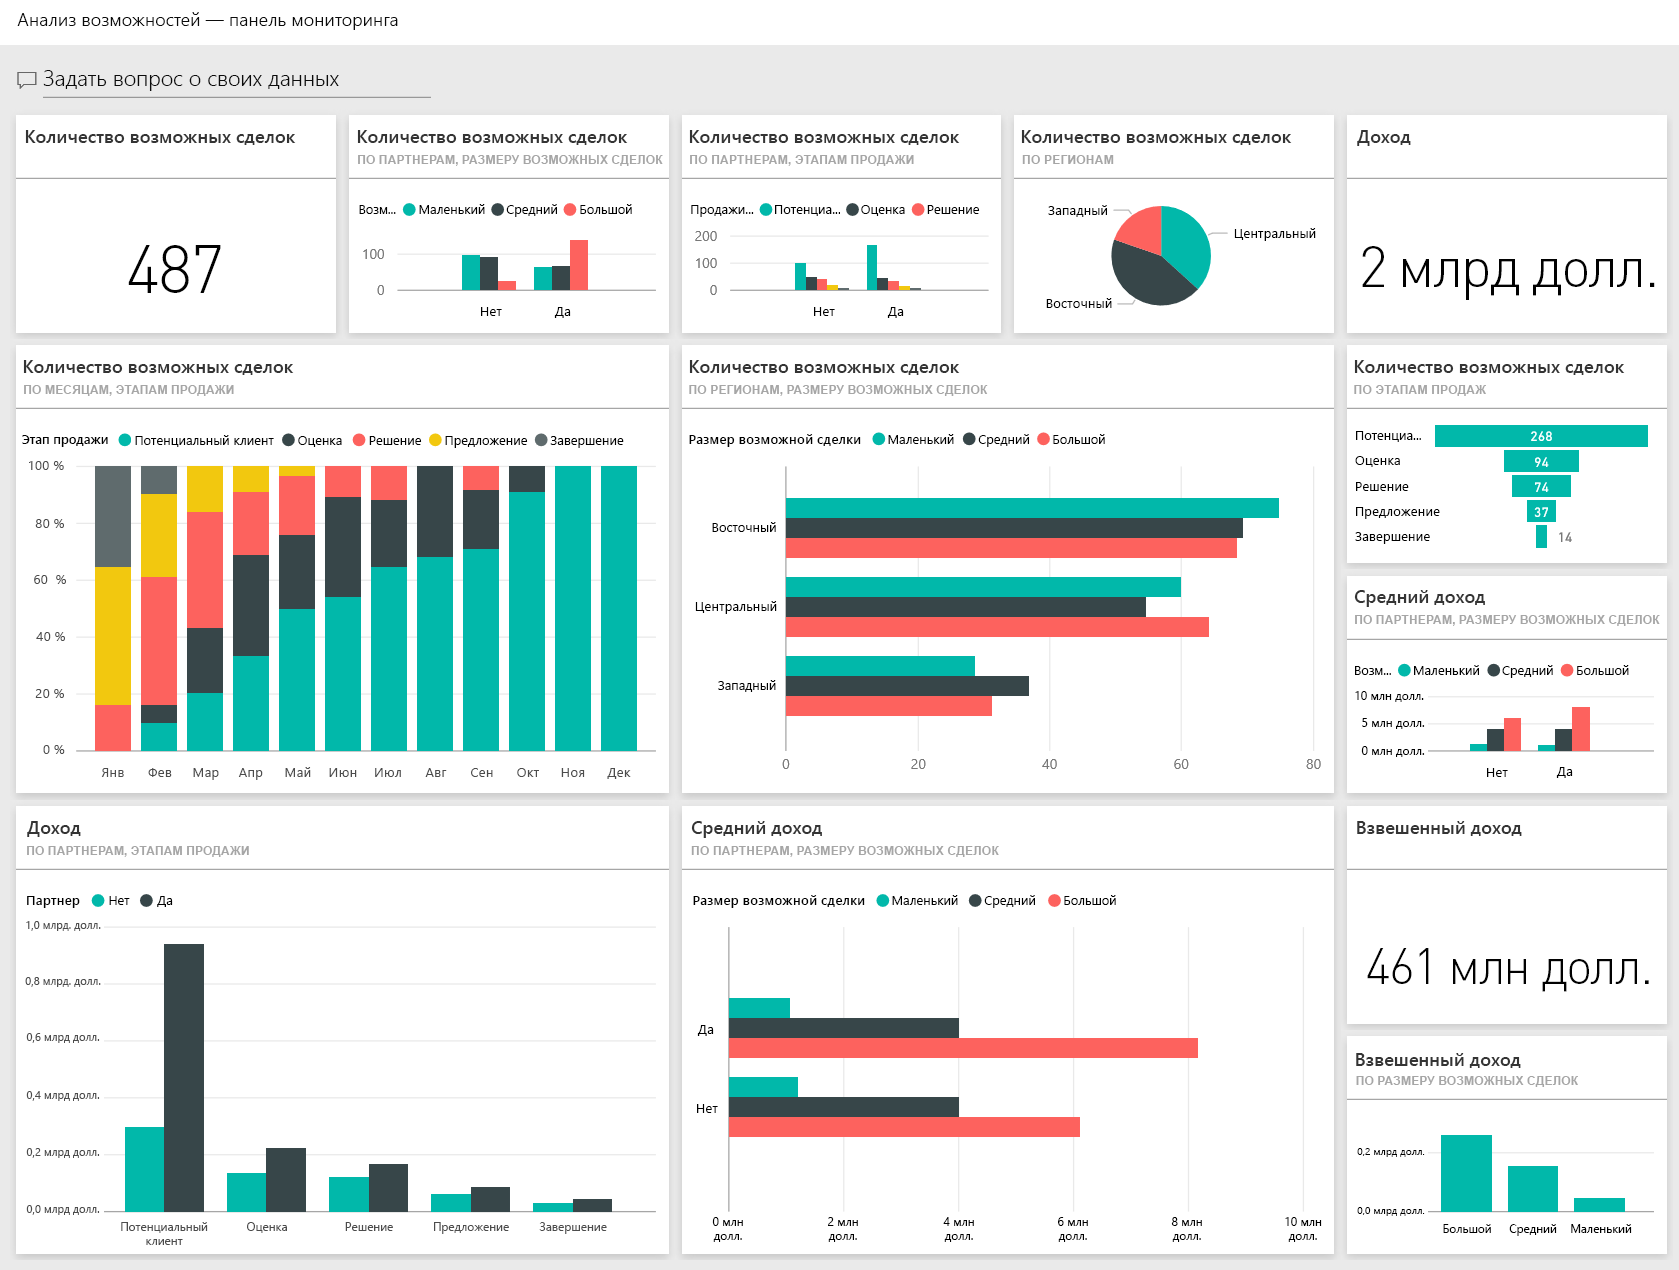 Анализ возможностей — панель мониторинга
Задать вопрос о своих данных
Количество возможных сделок
487
Количество возможных сделок
ПО ПАРТНЕРАМ, РАЗМЕРУ ВОЗМОЖНЫХ СДЕЛОК
Возм... Маленький Средний Большой
100
0
Нет Да
Количество возможных сделок
ПО ПАРТНЕРАМ, ЭТАПАМ ПРОДАЖИ
Продажи... Потенциа... Оценка Решение
200
100
0
Нет Да
Количество возможных сделок
ПО РЕГИОНАМ
Западный
Центральный
Восточный
Доход
2 млрд долл.
Количество возможных сделок
ПО МЕСЯЦАМ, ЭТАПАМ ПРОДАЖИ
Этап продажи Потенциальный клиент Оценка Решение Предложение Завершение
100 %
80 %
60 %
40 %
20 %
0 %
Янв Фев Мар Апр Май Июн Июл Авг Сен Окт Ноя Дек
Количество возможных сделок
ПО РЕГИОНАМ, РАЗМЕРУ ВОЗМОЖНЫХ СДЕЛОК
Размер возможной сделки Маленький Средний Большой
Восточный
Центральный
Западный
0 20 40 60 80
Количество возможных сделок
ПО ЭТАПАМ ПРОДАЖ
Потенциа... 268
Оценка 94
Решение 74
Предложение 37
Завершение 14
Средний доход
ПО ПАРТНЕРАМ, РАЗМЕРУ ВОЗМОЖНЫХ СДЕЛОК
Возм... Маленький Средний Большой
10 млн долл.
5 млн долл.
0 млн долл.
Нет Да
Доход
ПО ПАРТНЕРАМ, ЭТАПАМ ПРОДАЖИ
Партнер Нет Да
1,0 млрд. долл.
0,8 млрд. долл.
0,6 млрд долл.
0,4 млрд долл.
0,2 млрд долл.
0,0 млрд долл.
Потенциальный Оценка Решение Предложение Завершение
клиент
Средний доход
ПО ПАРТНЕРАМ, РАЗМЕРУ ВОЗМОЖНЫХ СДЕЛОК
Размер возможной сделки Маленький Средний Большой
Да
Нет
0 млн 2 млн 4 млн 6 млн 8 млн 10 млн
долл. долл. долл. долл. долл. долл.
Взвешенный доход
461 млн долл.
Взвешенный доход
ПО РАЗМЕРУ ВОЗМОЖНЫХ СДЕЛОК
0,2 млрд долл.
0,0 млрд долл.
Большой Средний Маленький